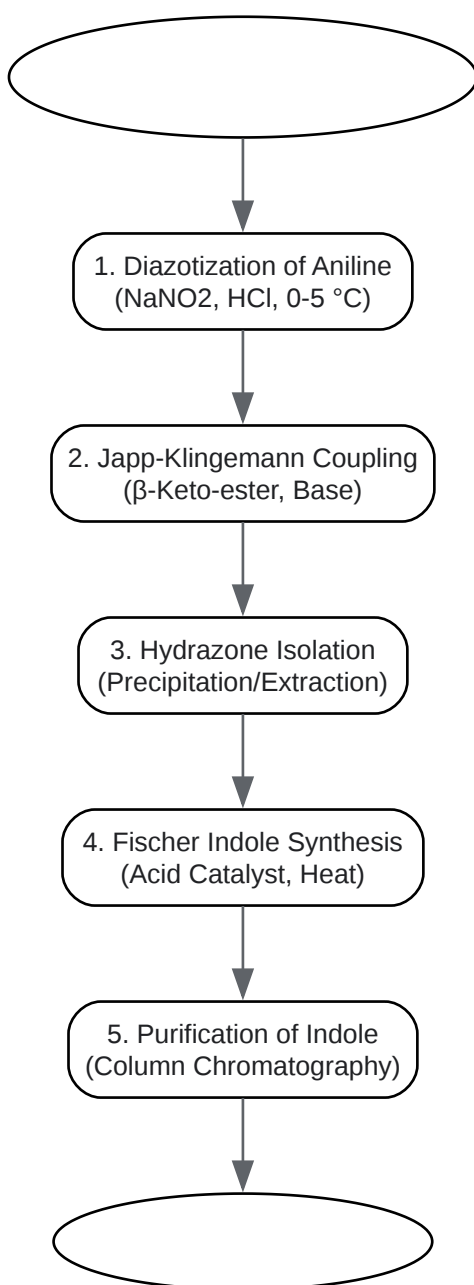 1. Diazotization of Aniline
(NaNO2, HCl, 0-5 °C)
2. Japp-Klingemann Coupling
(β-Keto-ester, Base)
3. Hydrazone Isolation
(Precipitation/Extraction)
4. Fischer Indole Synthesis
(Acid Catalyst, Heat)
5. Purification of Indole
(Column Chromatography)